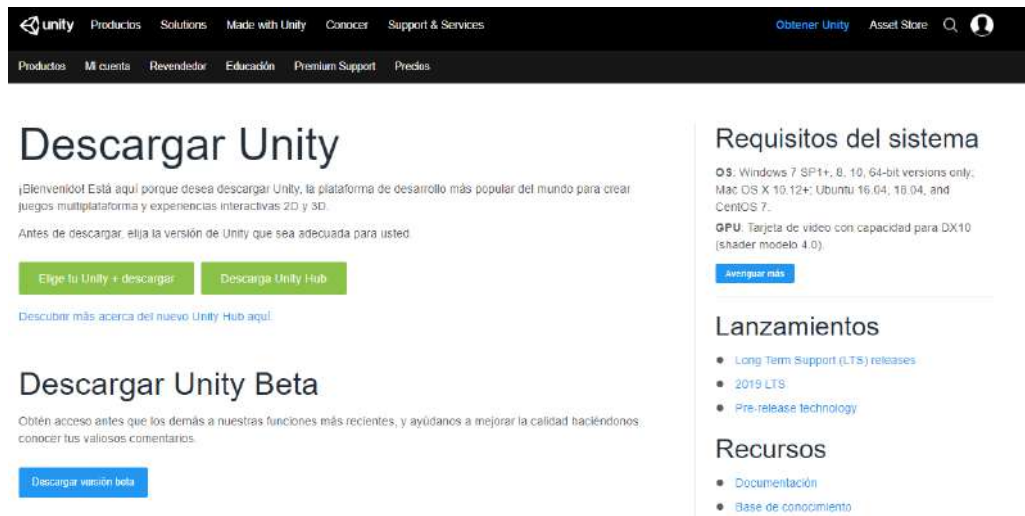 unity Productos Solutions Made with Unity Conocer Support & Services Obtener Unity Asset Store
Productos Mi cuenta Revendedor Educación Premium Support Precios
Descargar Unity
¡Bienvenido! Está aquí porque desea descargar Unity, la plataforma de desarrollo más popular del mundo para crear
juegos multiplataforma y experiencias interactivas 2D y 3D.
Antes de descargar, elija la versión de Unity que sea adecuada para usted.
Elige tu Unity + descargar Descarga Unity Hub
Descubrir más acerca del nuevo Unity Hub aquí.
Descargar Unity Beta
Obtén acceso antes que los demás a nuestras funciones más recientes, y ayúdanos a mejorar la calidad haciéndonos
conocer tus valiosos comentarios.
Descargar versión beta
Requisitos del sistema
OS: Windows 7 SP1+, 8, 10, 64-bit versions only;
Mac OS X 10.12+; Ubuntu 16.04, 18.04, and
CentOS 7.
GPU: Tarjeta de video con capacidad para DX10
(shader modelo 4.0).
Averiguar más
Lanzamientos
Long Term Support (LTS) releases
2019 LTS
Pre-release technology
Recursos
Documentación
Base de conocimiento